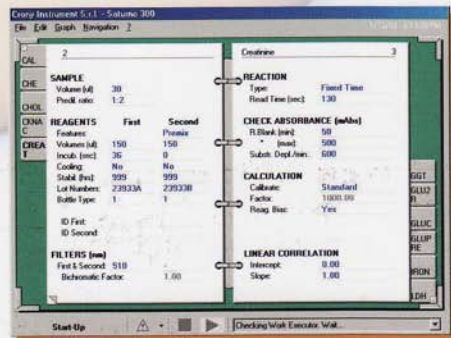 Crony Instrument S.r.l - Saturno 300
File Edit Graph Navigation ?
CAL
CHE
CHOL
CKNA
C
CREA
T
2
SAMPLE
Volume (ul) 30
Predil. ratio: 1:2
REAGENTS First Second
Features: Premix
Volumes (ul): 150 150
Incub. (sec): 36 0
Cooling: No No
Stabil. (hrs): 999 999
Lot Numbers: 23933A 23933B
Bottle Type: 1 1
ID First:
ID Second:
FILTERS (nm)
First & Second: 510 -
Bichromatic Factor: 1.00
Creatinine 3
REACTION
Type: Fixed Time
Read Time (sec): 130
CHECK ABSORBANCE (mAbs)
R.Blank (min): 50
" (max): 500
Substr. Depl./min.: 600
CALCULATION
Calibrate: Standard
Factor: 1000.00
Reag. Bias: Yes
LINEAR CORRELATION
Intercept: 0.00
Slope: 1.00
GGT
GLU2
R
GLUC
GLUP
RE
IRON
LDH
Start-Up
Checking Work Executor. Wait...